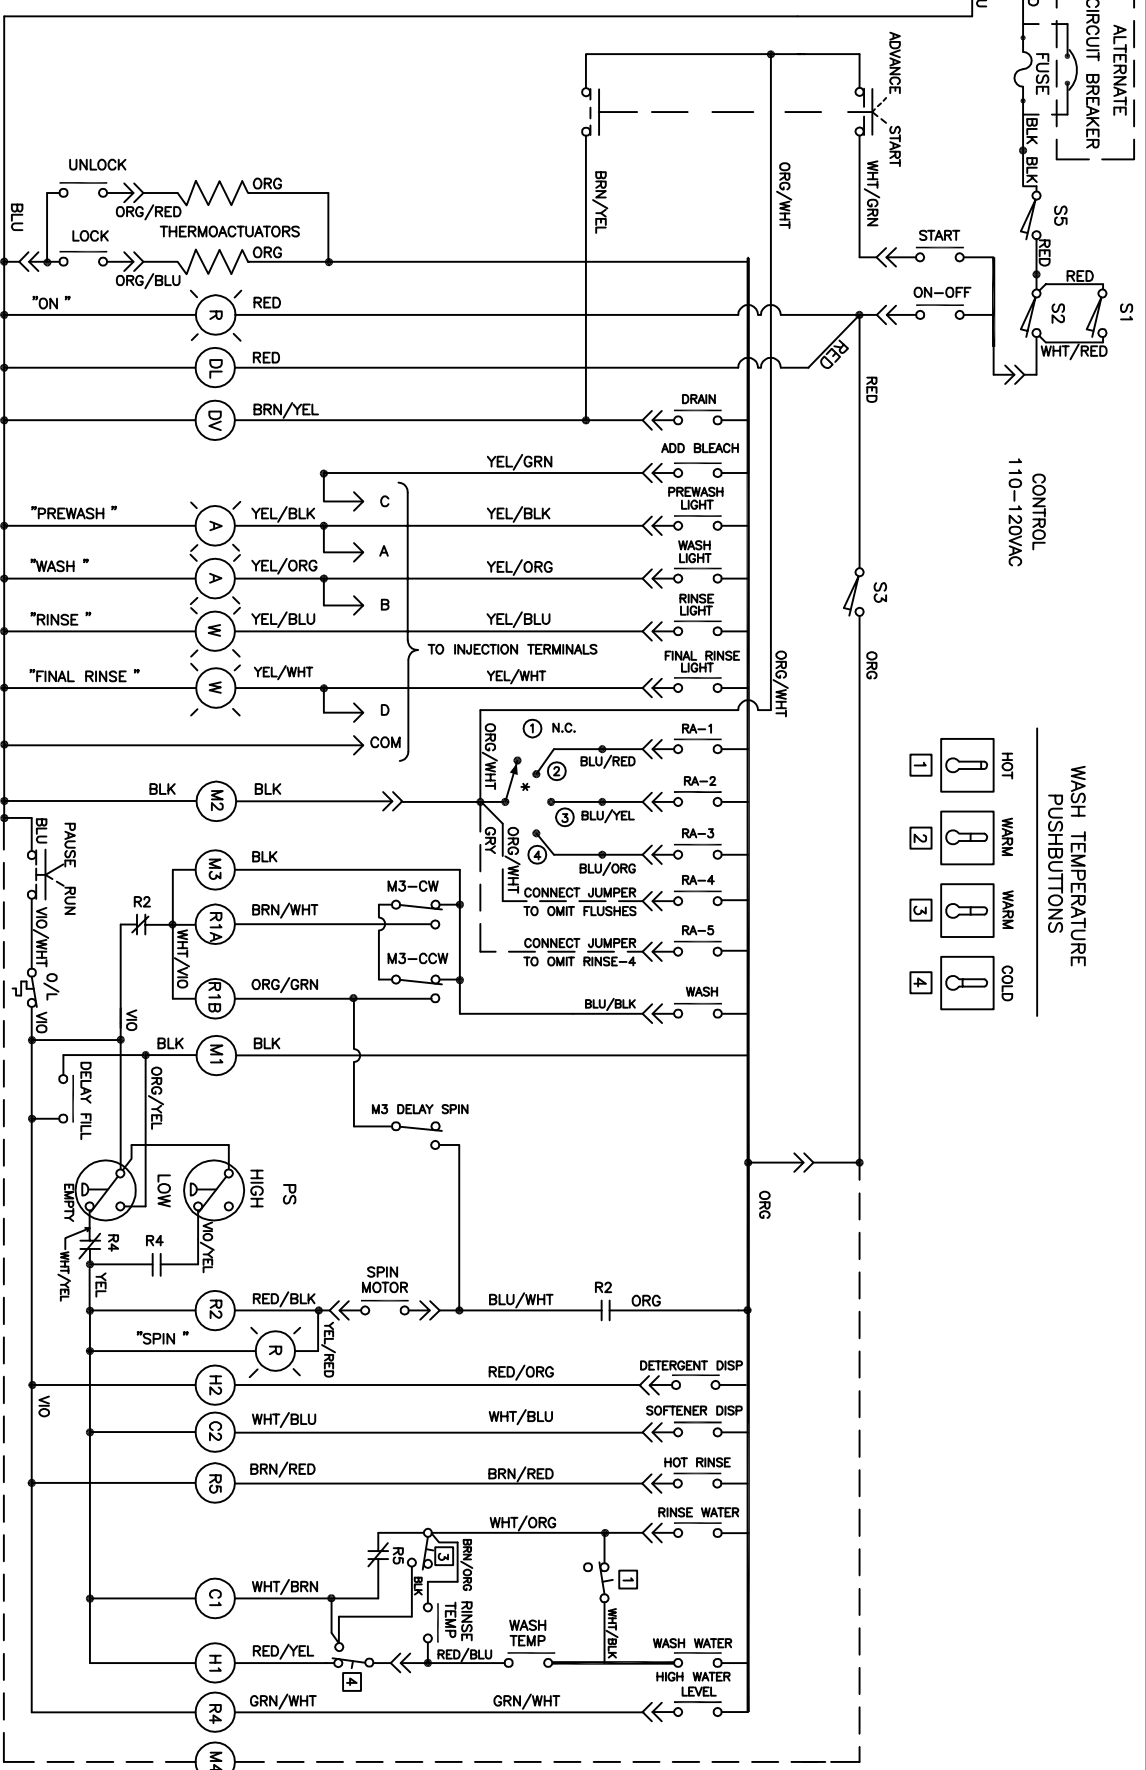 U
D
ALTERNATE
CIRCUIT BREAKER
FUSE
BLK
BLK
S5
RED
RED
S1
S2
WHT/RED
ADVANCE
START
WHT/GRN
ORG/WHT
BRN/YEL
START
ON-OFF
RED
RED
UNLOCK
ORG
ORG/RED
THERMOACTUATORS
BLU
LOCK
ORG
ORG/BLU
"ON "
R
RED
DL
RED
DV
BRN/YEL
DRAIN
CONTROL
110-120VAC
YEL/GRN
ADD BLEACH
C
"PREWASH "
A
YEL/BLK
YEL/BLK
PREWASH
LIGHT
A
"WASH "
A
YEL/ORG
YEL/ORG
WASH
LIGHT
B
S3
"RINSE "
W
YEL/BLU
YEL/BLU
RINSE
LIGHT
TO INJECTION TERMINALS
ORG
"FINAL RINSE "
W
YEL/WHT
YEL/WHT
FINAL RINSE
LIGHT
ORG/WHT
D
COM
ORG/WHT
1 N.C.
2
BLU/RED
RA-1
*
BLK
M2
BLK
3 BLU/YEL
RA-2
GRY
ORG/WHT
4
BLU/ORG
RA-3
CONNECT JUMPER
TO OMIT FLUSHES
RA-4
CONNECT JUMPER
TO OMIT RINSE-4
RA-5
WASH TEMPERATURE
PUSHBUTTONS
HOT
1
WARM
2
WARM
3
COLD
4
BLU
PAUSE
RUN
M3
BLK
M3-CW
R2
R1A
BRN/WHT
VIO/WHT
WHT/VIO
M3-CCW
O/L
R1B
ORG/GRN
BLU/BLK
WASH
VIO
VIO
BLK
M1
BLK
DELAY FILL
ORG/YEL
M3 DELAY SPIN
EMPTY
LOW
HIGH
PS
ORG
R4
R4
VIO/YEL
WHT/YEL
YEL
R2
RED/BLK
SPIN
MOTOR
BLU/WHT
R2
ORG
"SPIN "
R
YEL/RED
H2
RED/ORG
DETERGENT DISP
VIO
C2
WHT/BLU
WHT/BLU
SOFTENER DISP
R5
BRN/RED
BRN/RED
HOT RINSE
WHT/ORG
RINSE WATER
R5
3
BRN/ORG
BLK
1
C1
WHT/BRN
RINSE
TEMP
WHT/BLK
H1
RED/YEL
4
RED/BLU
WASH
TEMP
WASH WATER
R4
GRN/WHT
GRN/WHT
HIGH WATER
LEVEL
M4